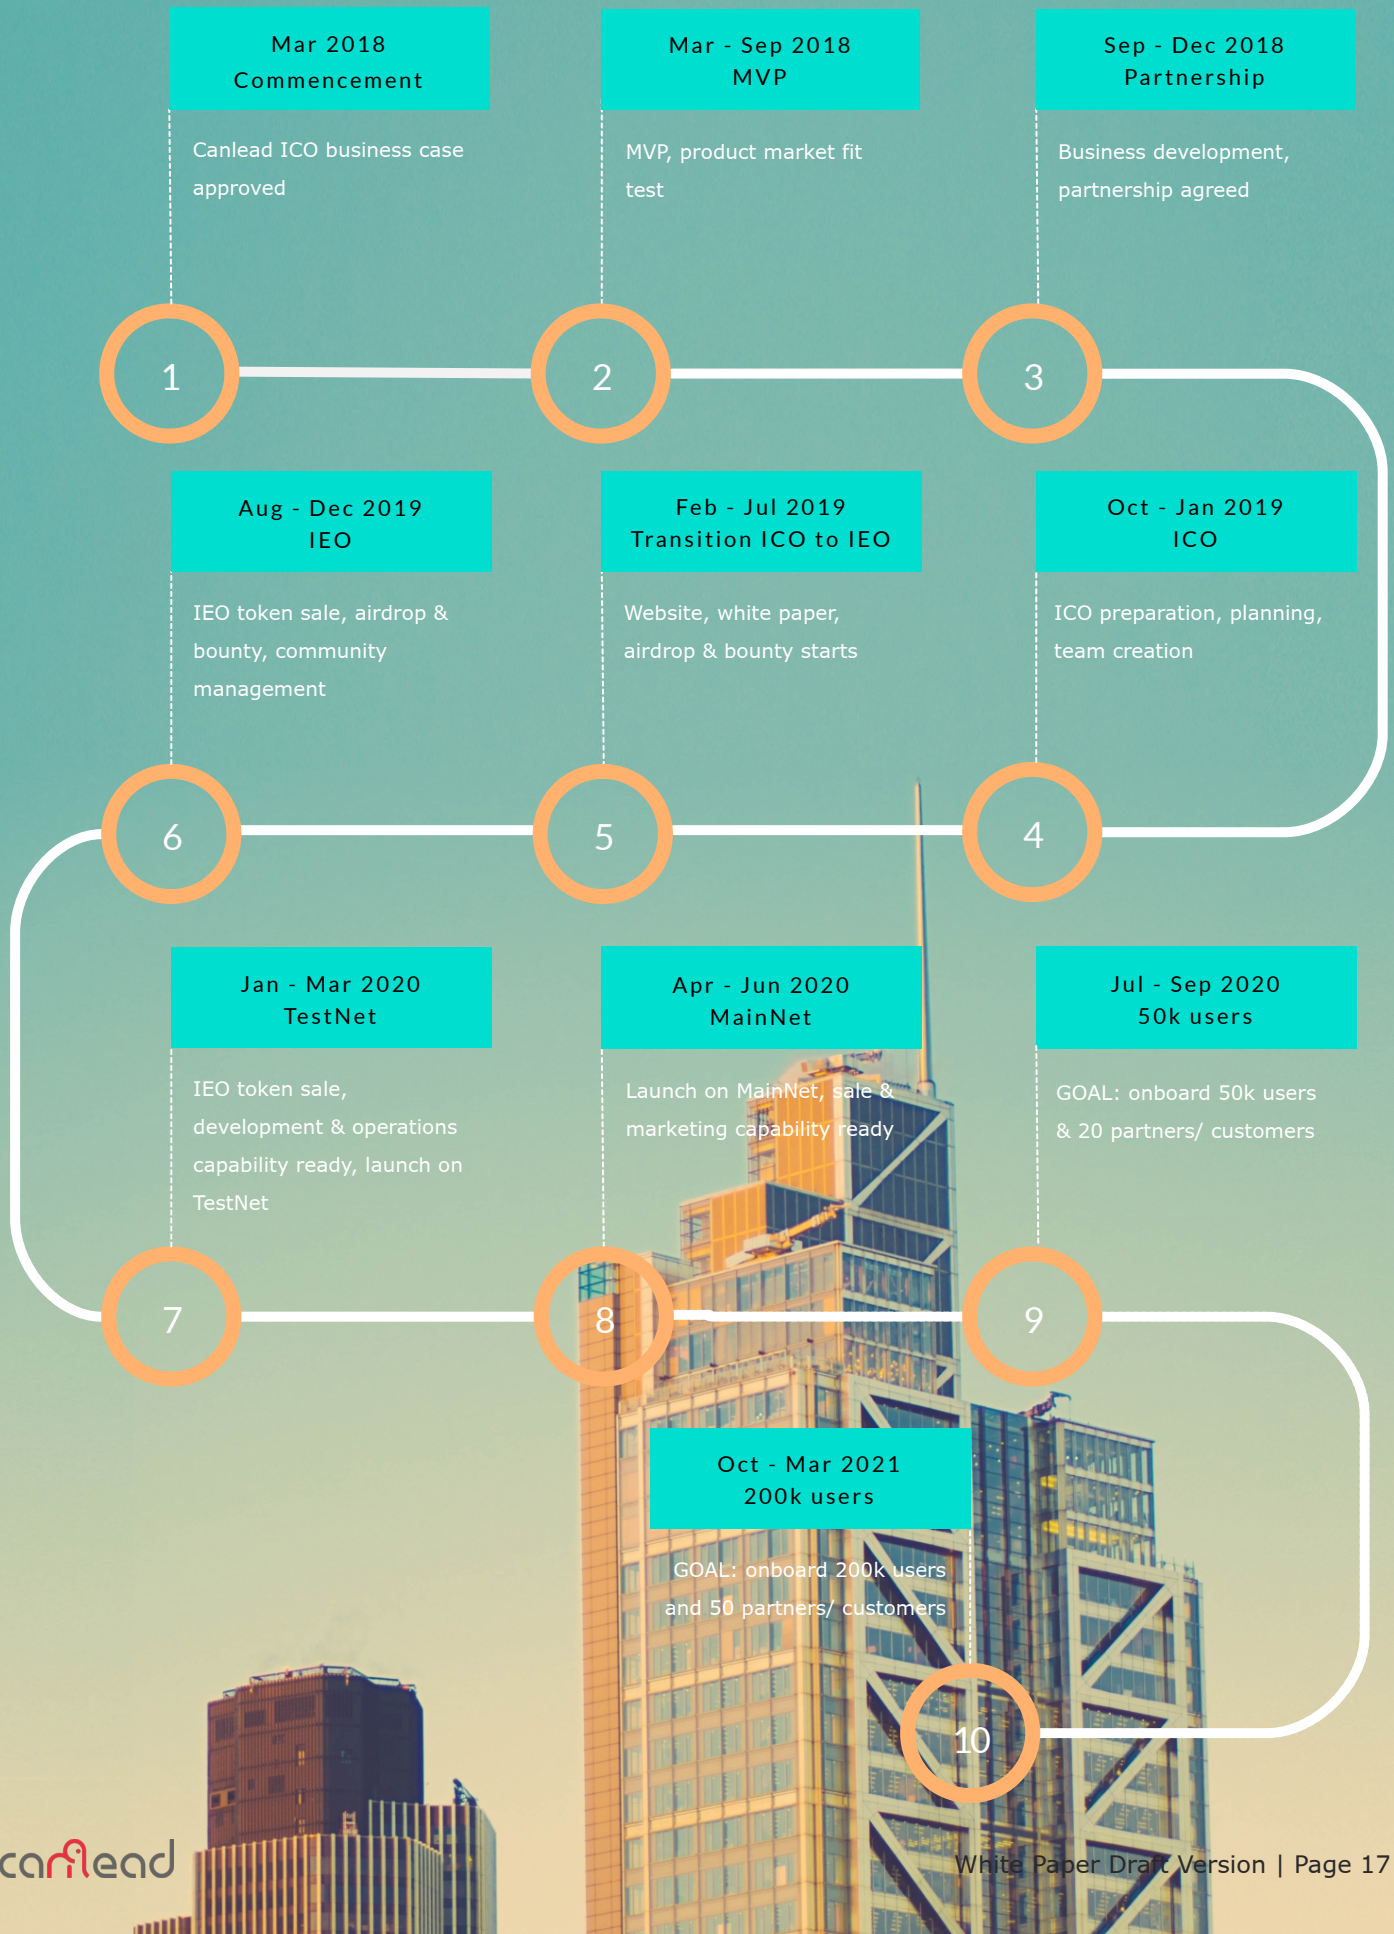 Mar 2018
Commencement
Canlead ICO business case
approved
1
Mar - Sep 2018
MVP
MVP, product market fit
test
2
Sep - Dec 2018
Partnership
Business development,
partnership agreed
3
Oct - Jan 2019
ICO
ICO preparation, planning,
team creation
4
Feb - Jul 2019
Transition ICO to IEO
Website, white paper,
airdrop & bounty starts
5
Aug - Dec 2019
IEO
IEO token sale, airdrop &
bounty, community
management
6
Jan - Mar 2020
TestNet
IEO token sale,
development & operations
capability ready, launch on
TestNet
7
Apr - Jun 2020
MainNet
Launch on MainNet, sale &
marketing capability ready
8
Jul - Sep 2020
50k users
GOAL: onboard 50k users
& 20 partners/ customers
9
Oct - Mar 2021
200k users
GOAL: onboard 200k users
and 50 partners/ customers
10
canlead
White Paper Draft Version | Page 17